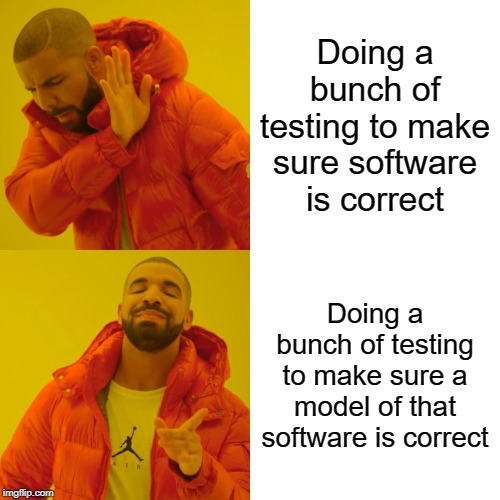 Doing a
bunch of
testing to make
sure software
is correct
Doing a
bunch of testing
to make sure a
model of that
software is correct
AIR
imgflip.com